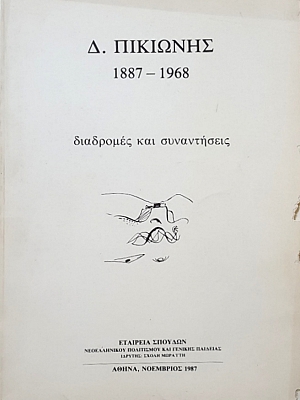 Δ. ΠΙΚΙΩΝΗΣ
1887 – 1968
διαδρομές και συναντήσεις
ΕΤΑΙΡΕΙΑ ΣΠΟΥΔΩΝ
ΝΕΟΕΛΛΗΝΙΚΟΥ ΠΟΛΙΤΙΣΜΟΥ ΚΑΙ ΓΕΝΙΚΗΣ ΠΑΙΔΕΙΑΣ
ΙΔΡΥΤΗΣ: ΣΧΟΛΗ ΜΩΡΑΪΤΗ
ΑΘΗΝΑ, ΝΟΕΜΒΡΙΟΣ 1987